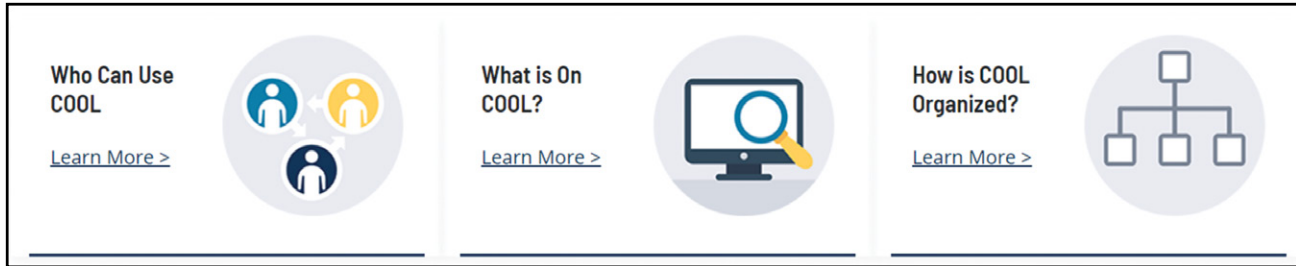 Who Can Use
COOL
Learn More >
What is On
COOL?
Learn More >
How is COOL
Organized?
Learn More >